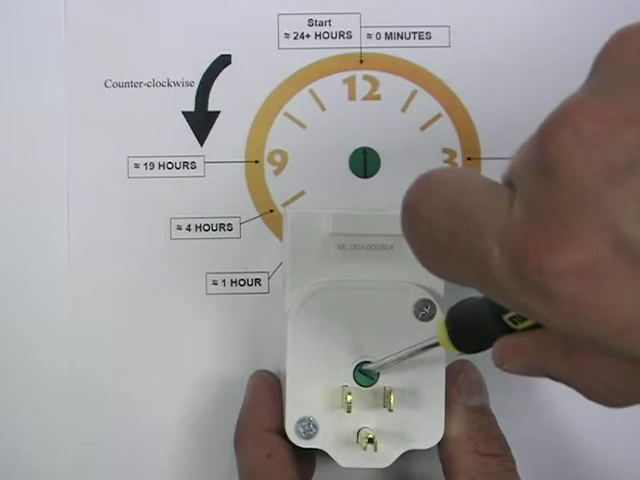 Start
≈ 24+ HOURS
≈ 0 MINUTES
Counter-clockwise
12
9
3
≈ 19 HOURS
≈ 4 HOURS
≈ 1 HOUR